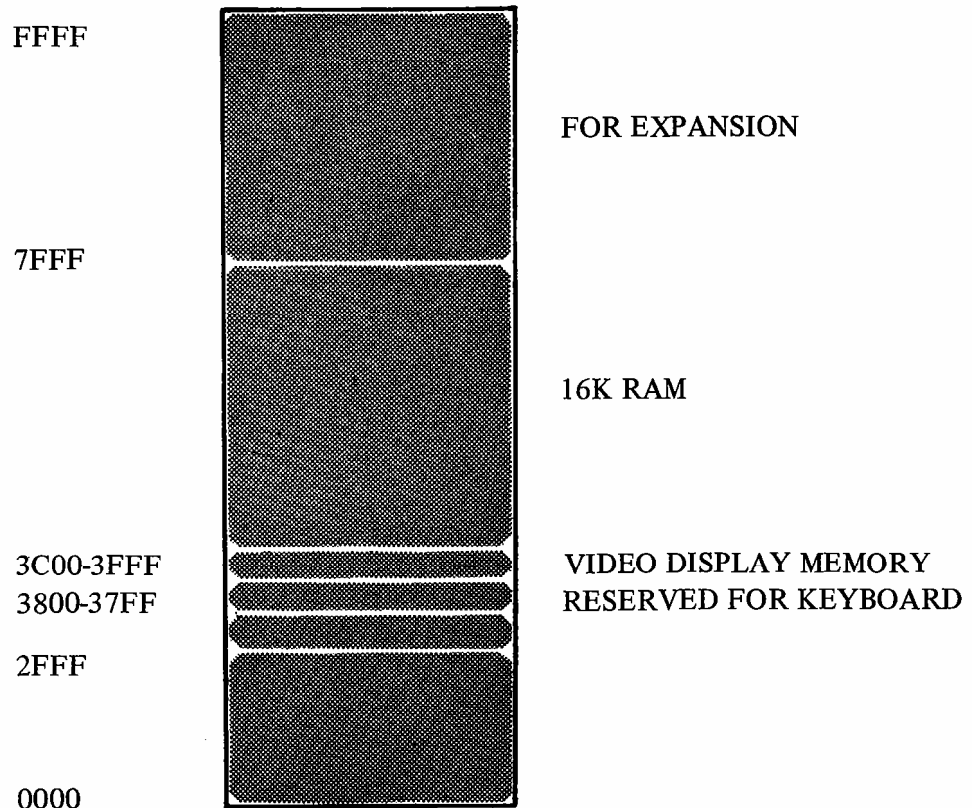 FFFF
FOR EXPANSION
7FFF
16K RAM
3C00-3FFF VIDEO DISPLAY MEMORY
3800-37FF RESERVED FOR KEYBOARD
2FFF
0000